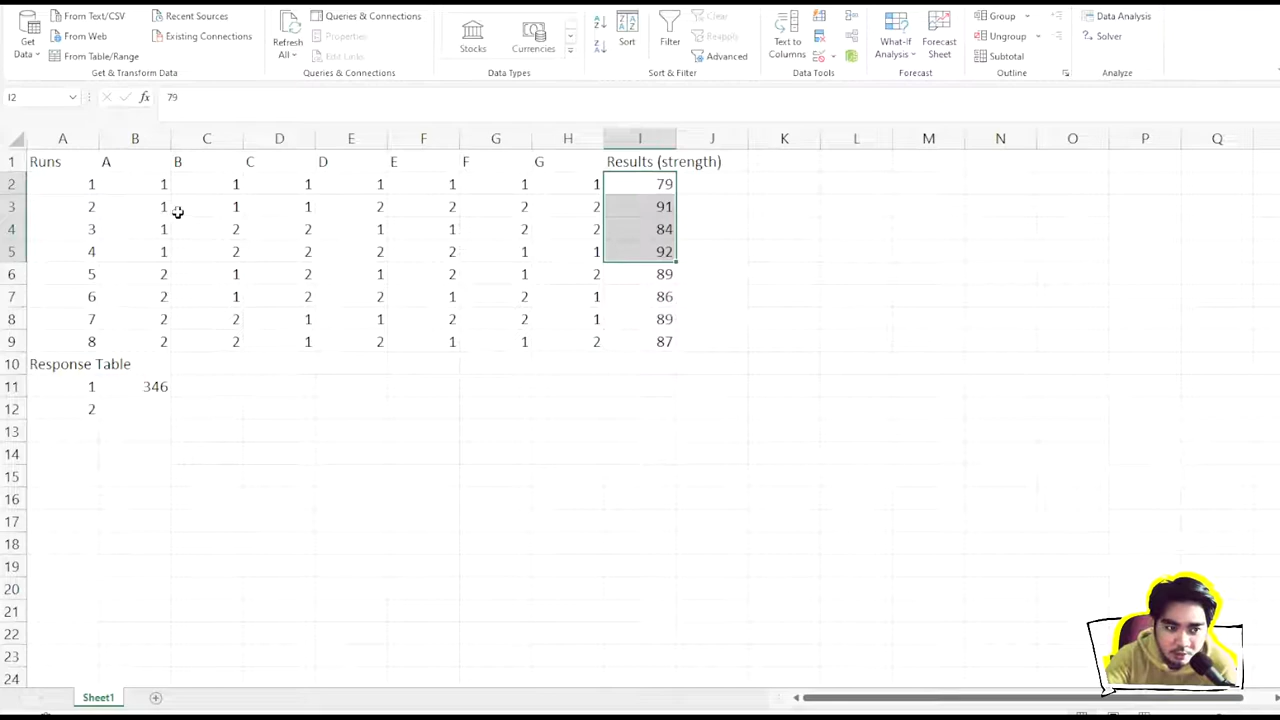 From Text/CSV Recent Sources Queries & Connections Clear Group Data Analysis
From Web Existing Connections Properties Reapply Ungroup Solver
From Table/Range Edit Links Advanced Subtotal
Get Data Refresh All Stocks Currencies Sort Filter Text to Columns What-If Analysis Forecast Sheet
Get & Transform Data Queries & Connections Data Types Sort & Filter Data Tools Forecast Outline Analyze
I2 fx 79
A B C D E F G H I J K L M N O P Q
1 Runs A B C D E F G Results (strength)
2 1 1 1 1 1 1 1 1 79
3 2 1 1 1 2 2 2 2 91
4 3 1 2 2 1 1 2 2 84
5 4 1 2 2 2 2 1 1 92
6 5 2 1 2 1 2 1 2 89
7 6 2 1 2 2 1 2 1 86
8 7 2 2 1 1 2 2 1 89
9 8 2 2 1 2 1 1 2 87
10 Response Table
11 1 346
12 2
13
14
15
16
17
18
19
20
21
22
23
24
Sheet1